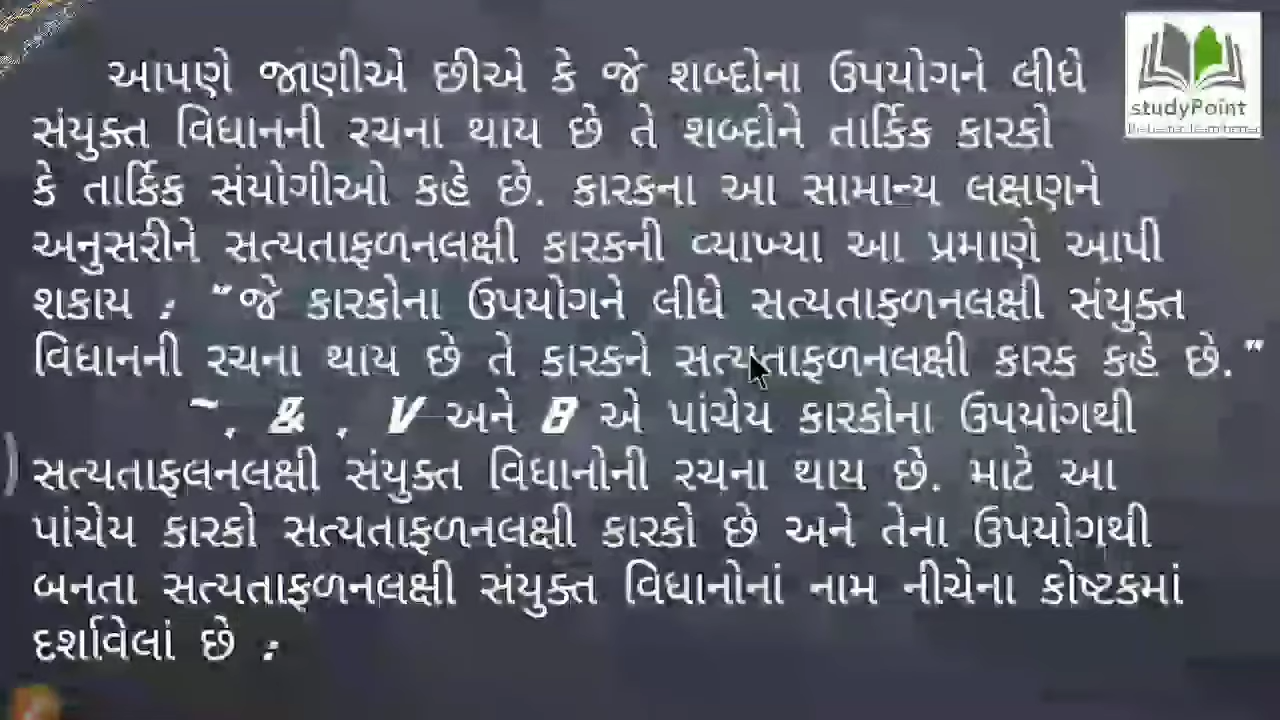 આપણે જાણીએ છીએ કે જે શબ્દોના ઉપયોગને લીધે
સંયુક્ત વિધાનની રચના થાય છે તે શબ્દોને તાર્કિક કારકો
કે તાર્કિક સંયોગીઓ કહે છે. કારકના આ સામાન્ય લક્ષણને
અનુસરીને સત્યતાફળનલક્ષી કારકની વ્યાખ્યા આ પ્રમાણે આપી
શકાય : "જે કારકોના ઉપયોગને લીધે સત્યતાફળનલક્ષી સંયુક્ત
વિધાનની રચના થાય છે તે કારકને સત્યતાફળનલક્ષી કારક કહે છે."
~, & , V અને 8 એ પાંચેય કારકોના ઉપયોગથી
સત્યતાફલનલક્ષી સંયુક્ત વિધાનોની રચના થાય છે. માટે આ
પાંચેય કારકો સત્યતાફળનલક્ષી કારકો છે અને તેના ઉપયોગથી
બનતા સત્યતાફળનલક્ષી સંયુક્ત વિધાનોનાં નામ નીચેના કોષ્ટકમાં
દર્શાવેલાં છે :
studyPoint